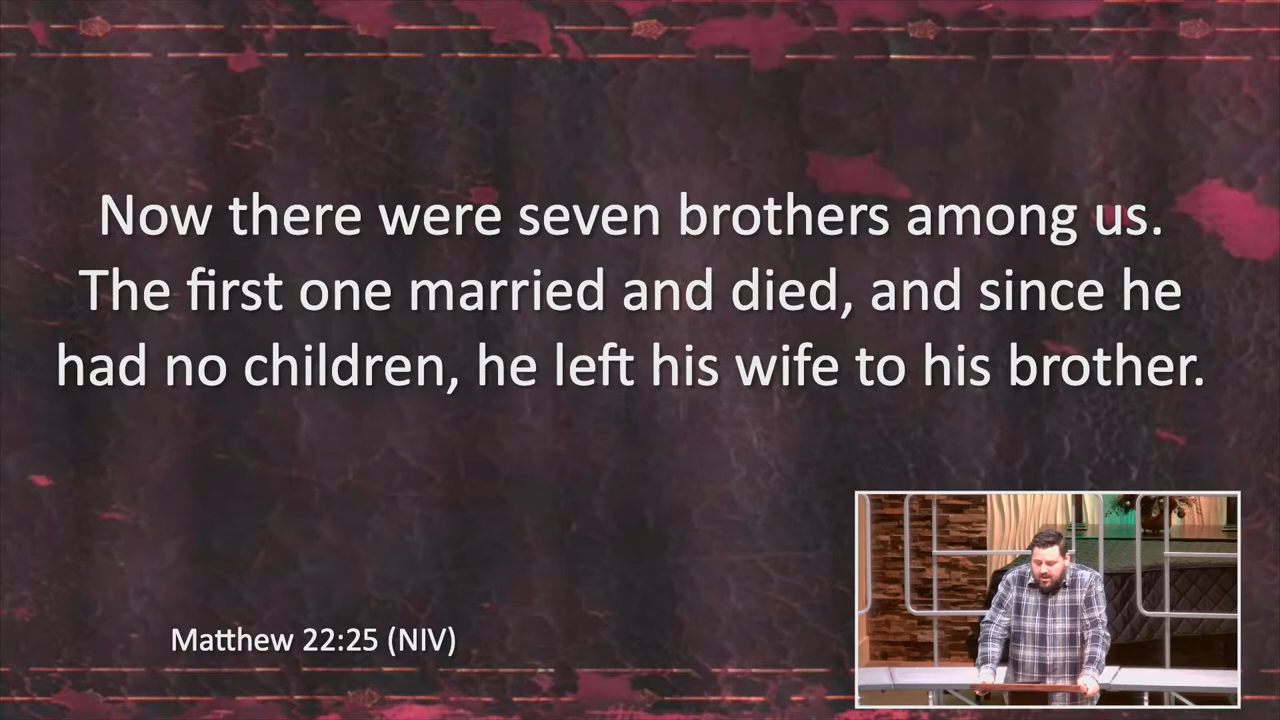 Now there were seven brothers among us.
The first one married and died, and since he
had no children, he left his wife to his brother.
Matthew 22:25 (NIV)